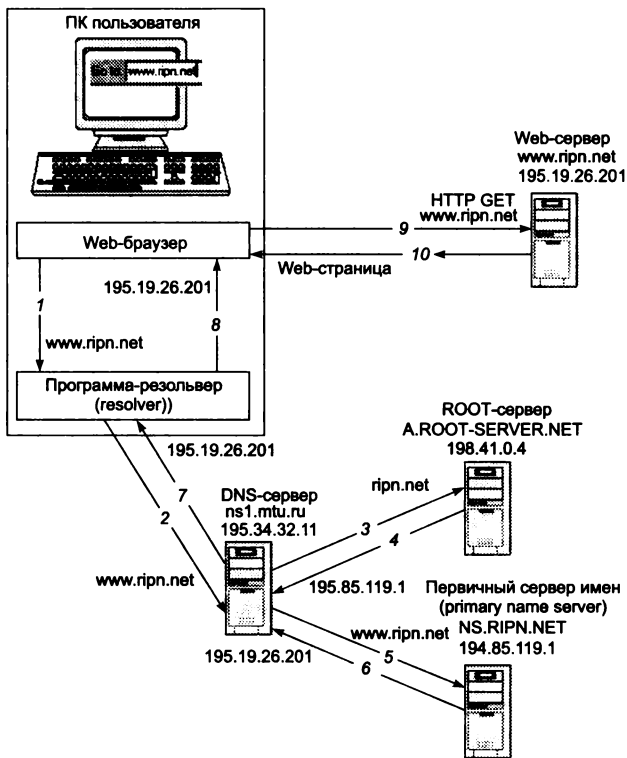 ПК пользователя
Go to: www.ripn.net
Web-сервер
www.ripn.net
195.19.26.201
HTTP GET
www.ripn.net
9
Web-браузер
Web-страница
10
195.19.26.201
1
8
www.ripn.net
Программа-резольвер
(resolver))
195.19.26.201
ROOT-сервер
A.ROOT-SERVER.NET
198.41.0.4
7
2
DNS-сервер
ns1.mtu.ru
195.34.32.11
ripn.net
3
4
www.ripn.net
195.85.119.1
Первичный сервер имен
(primary name server)
NS.RIPN.NET
194.85.119.1
www.ripn.net
5
6
195.19.26.201